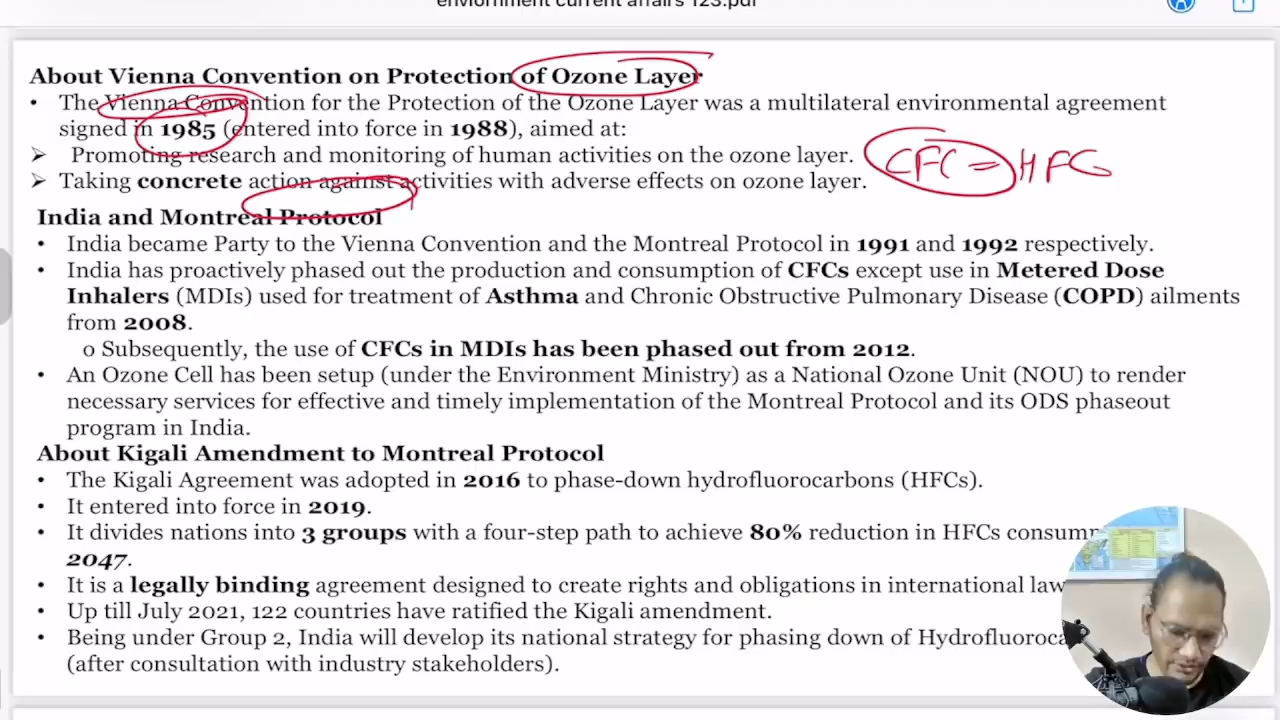 enviornment current affairs 123.pdf
About Vienna Convention on Protection of Ozone Layer
• The Vienna Convention for the Protection of the Ozone Layer was a multilateral environmental agreement
signed in 1985 (entered into force in 1988), aimed at:
➢ Promoting research and monitoring of human activities on the ozone layer.
CFC = HFC
➢ Taking concrete action against activities with adverse effects on ozone layer.
India and Montreal Protocol
• India became Party to the Vienna Convention and the Montreal Protocol in 1991 and 1992 respectively.
• India has proactively phased out the production and consumption of CFCs except use in Metered Dose
Inhalers (MDIs) used for treatment of Asthma and Chronic Obstructive Pulmonary Disease (COPD) ailments
from 2008.
o Subsequently, the use of CFCs in MDIs has been phased out from 2012.
• An Ozone Cell has been setup (under the Environment Ministry) as a National Ozone Unit (NOU) to render
necessary services for effective and timely implementation of the Montreal Protocol and its ODS phaseout
program in India.
About Kigali Amendment to Montreal Protocol
• The Kigali Agreement was adopted in 2016 to phase-down hydrofluorocarbons (HFCs).
• It entered into force in 2019.
• It divides nations into 3 groups with a four-step path to achieve 80% reduction in HFCs
2047.
• It is a legally binding agreement designed to create rights and obligations in international law
• Up till July 2021, 122 countries have ratified the Kigali amendment.
• Being under Group 2, India will develop its national strategy for phasing down of
(after consultation with industry stakeholders).